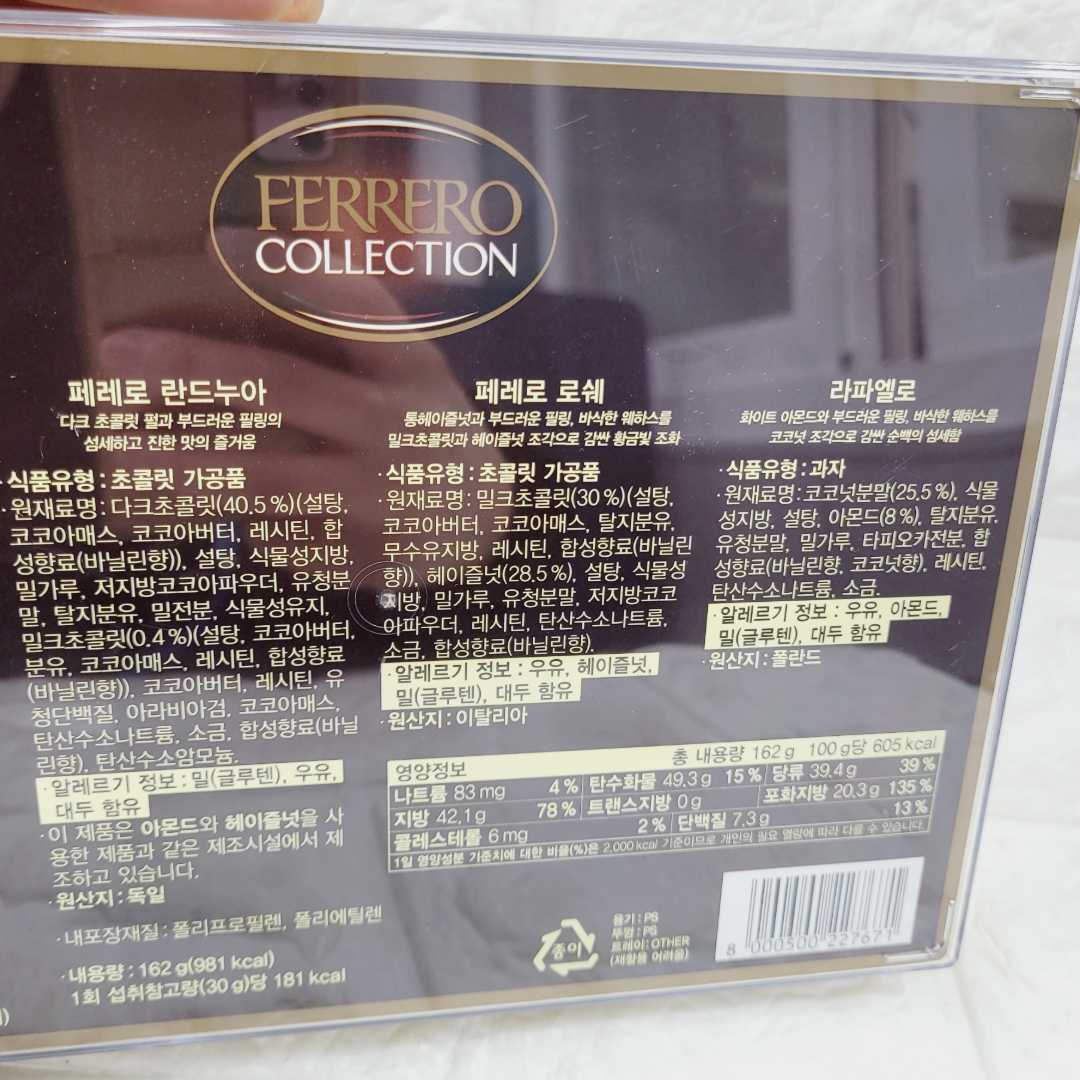 FERRERO
COLLECTION
페레로 란드누아
다크 초콜릿 펄과 부드러운 필링의
섬세하고 진한 맛의 즐거움
·식품유형:초콜릿 가공품
·원재료명:다크초콜릿(40.5%)(설탕,
코코아매스, 코코아버터, 레시틴, 합
성향료(바닐린향)), 설탕, 식물성지방,
밀가루, 저지방코코아파우더, 유청분
말, 탈지분유, 밀전분, 식물성유지,
밀크초콜릿(0.4%)(설탕, 코코아버터,
분유, 코코아매스, 레시틴, 합성향료
(바닐린향)), 코코아버터, 레시틴, 유
청단백질, 아라비아검, 코코아매스,
탄산수소나트륨, 소금, 합성향료(바닐
린향), 탄산수소암모늄.
·알레르기 정보:밀(글루텐), 우유,
대두 함유
·이 제품은 아몬드와 헤이즐넛을 사
용한 제품과 같은 제조시설에서 제
조하고 있습니다.
·원산지:독일
·내포장재질:폴리프로필렌, 폴리에틸렌
·내용량:162 g(981 kcal)
1회 섭취참고량(30 g)당 181 kcal
페레로 로쉐
통헤이즐넛과 부드러운 필링, 바삭한 웨하스를
밀크초콜릿과 헤이즐넛 조각으로 감싼 황금빛 조화
·식품유형:초콜릿 가공품
·원재료명:밀크초콜릿(30%)(설탕,
코코아버터, 코코아매스, 탈지분유,
무수유지방, 레시틴, 합성향료(바닐린
향)), 헤이즐넛(28.5%), 설탕, 식물성
지방, 밀가루, 유청분말, 저지방코코
아파우더, 레시틴, 탄산수소나트륨,
소금, 합성향료(바닐린향).
·알레르기 정보:우유, 헤이즐넛,
밀(글루텐), 대두 함유
·원산지:이탈리아
라파엘로
화이트 아몬드와 부드러운 필링, 바삭한 웨하스를
코코넛 조각으로 감싼 순백의 섬세함
·식품유형:과자
·원재료명:코코넛분말(25.5%), 식물
성지방, 설탕, 아몬드(8%), 탈지분유,
유청분말, 밀가루, 타피오카전분, 합
성향료(바닐린향, 코코넛향), 레시틴,
탄산수소나트륨, 소금.
·알레르기 정보 : 우유, 아몬드,
밀(글루텐), 대두 함유
·원산지:폴란드
영양정보 총 내용량 162 g 100 g당 605 kcal
나트륨 83 mg 4% 탄수화물 49.3 g 15% 당류 39.4 g 39%
지방 42.1 g 78% 트랜스지방 0 g 포화지방 20.3 g 135%
콜레스테롤 6 mg 2% 단백질 7.3 g 13%
1일 영양성분 기준치에 대한 비율(%)은 2,000 kcal 기준이므로 개인의 필요 열량에 따라 다를 수 있습니다.
종이
용기:PS
뚜껑:PS
트레이:OTHER
(재활용 어려움)
8 000500 227671